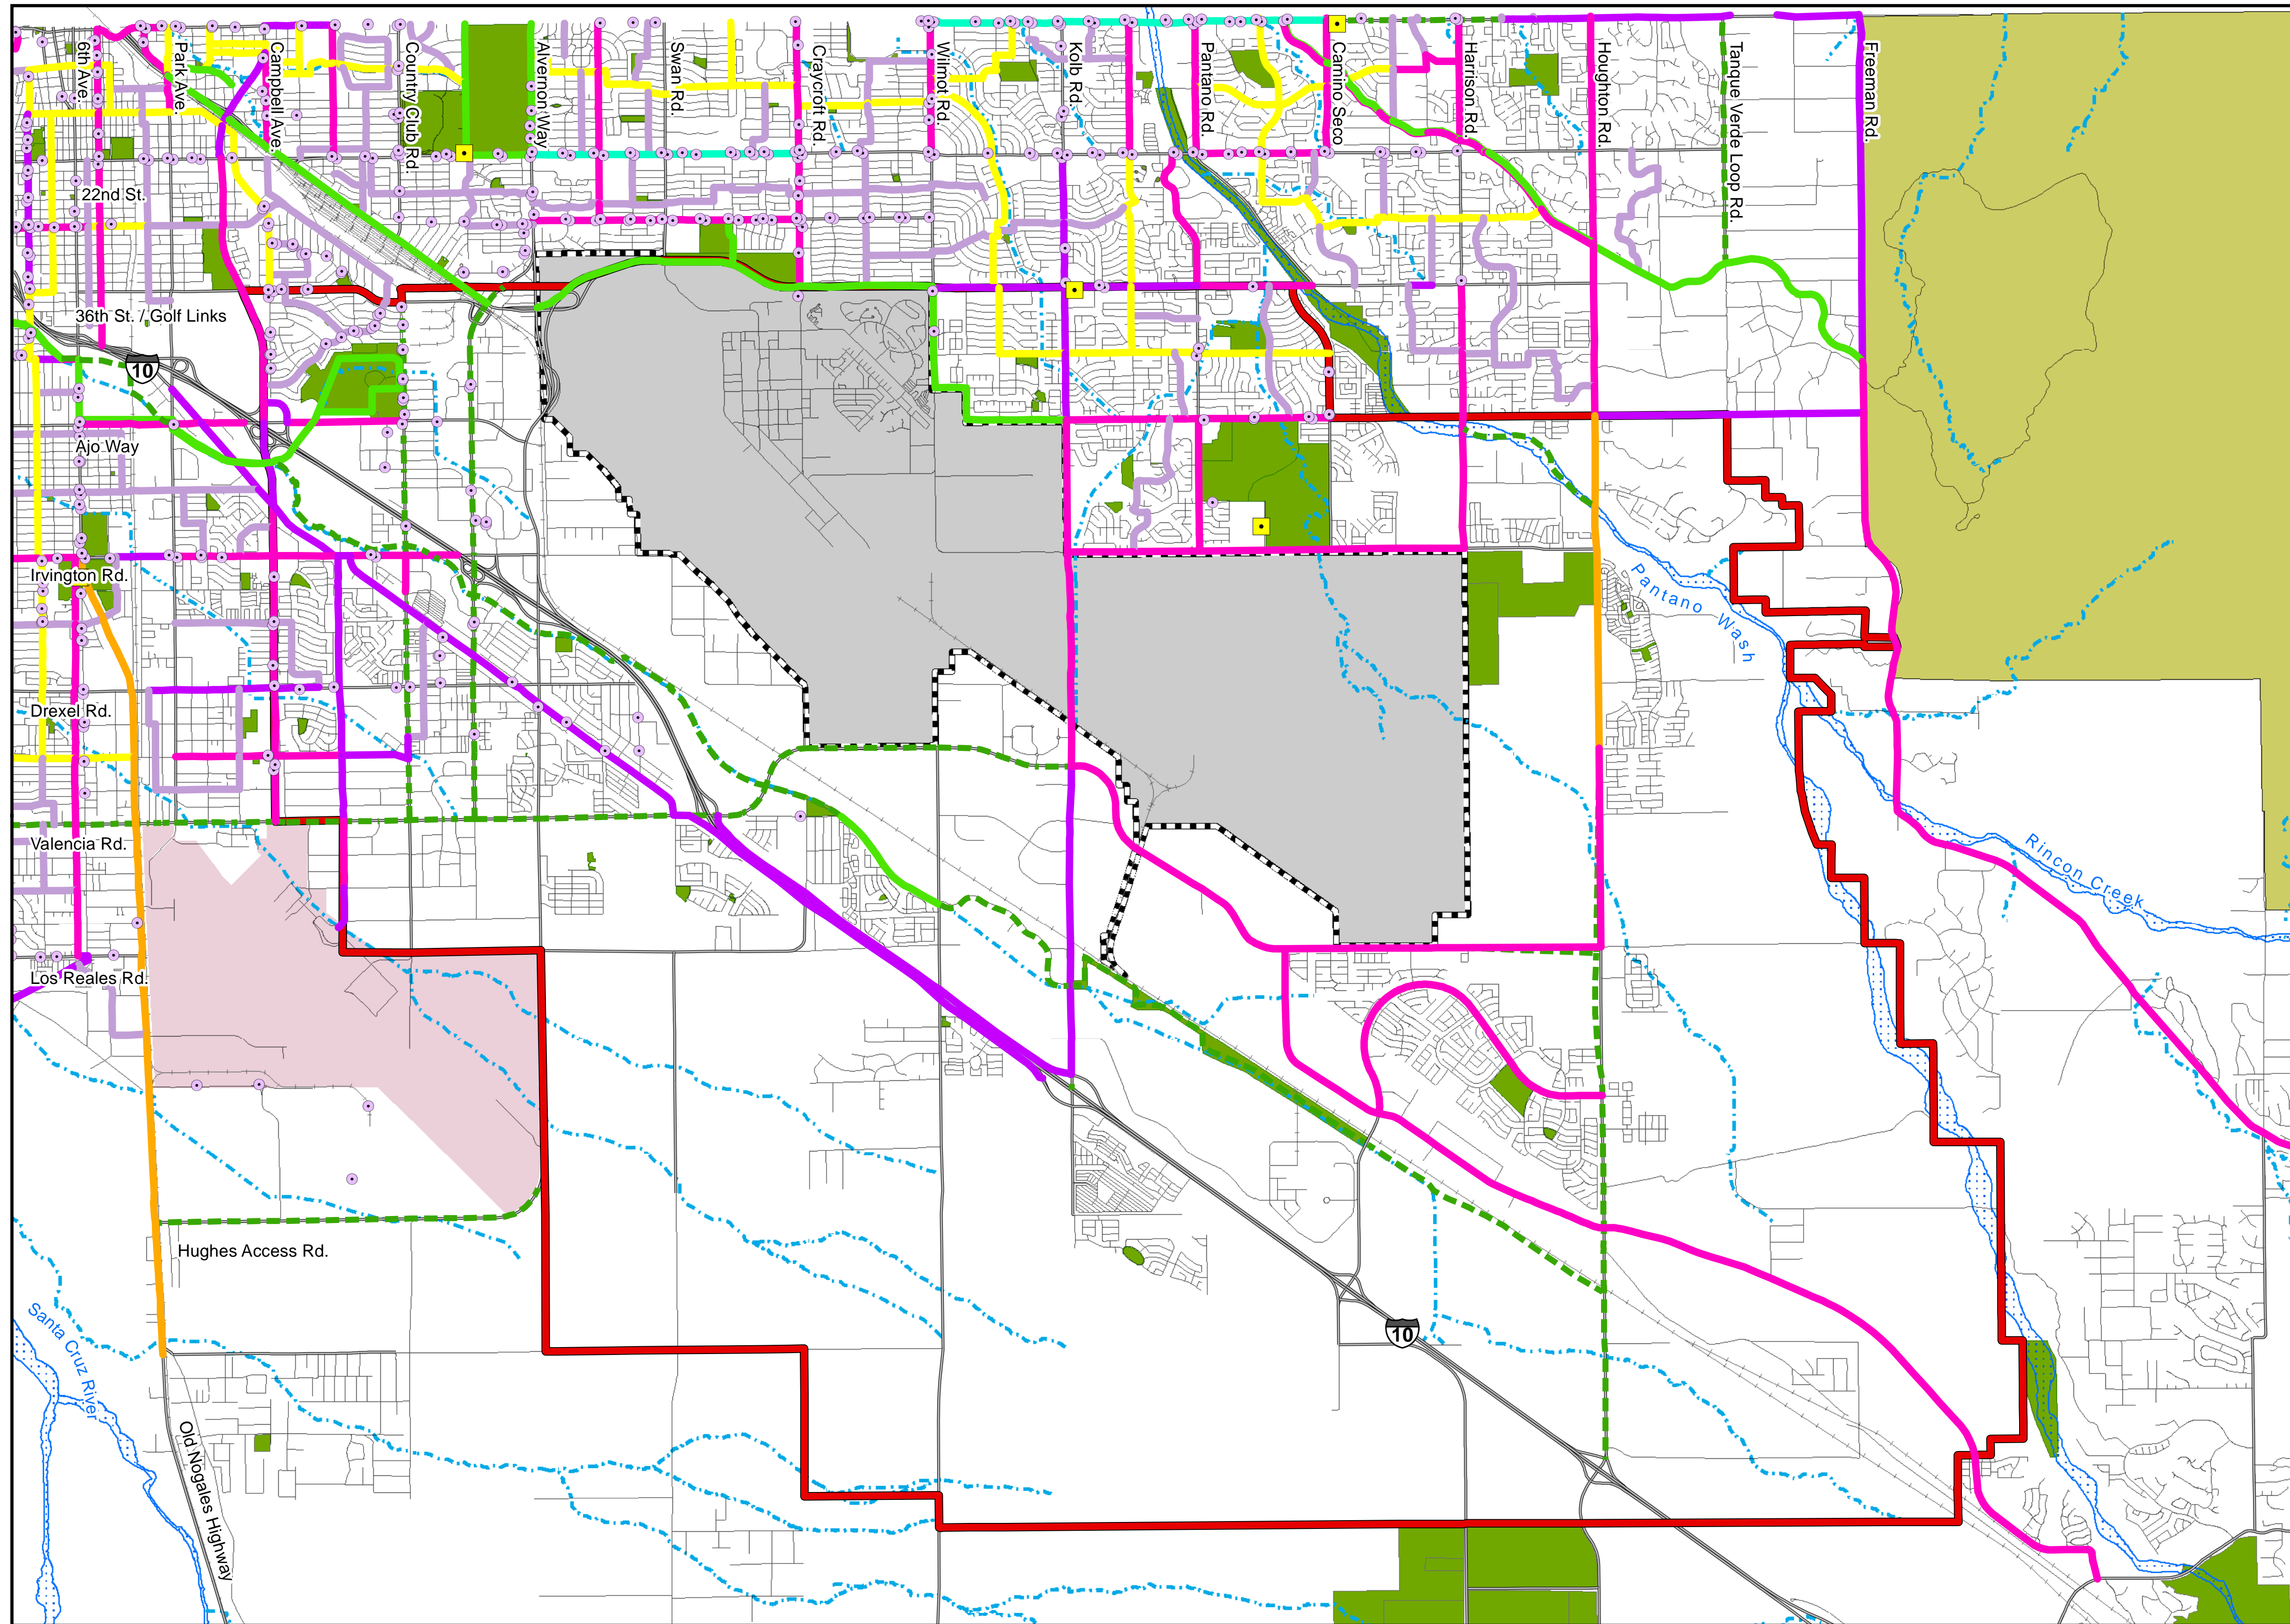 6th Ave
Park Ave.
Campbell Ave.
Country Club Rd.
Alvernon Way
Swan Rd.
Craycroft Rd.
Wilmot Rd.
Kolb Rd.
Pantano Rd.
Camino Seco
Harrison Rd.
Houghton Rd.
Tanque Verde Loop Rd.
Freeman Rd.
22nd St.
36th St. / Golf Links
10
Ajo Way
Irvington Rd.
Pantano Wash
Drexel Rd.
Valencia Rd.
Rincon Creek
Los Reales Rd.
Hughes Access Rd.
Santa Cruz River
10
Old Nogales Highway